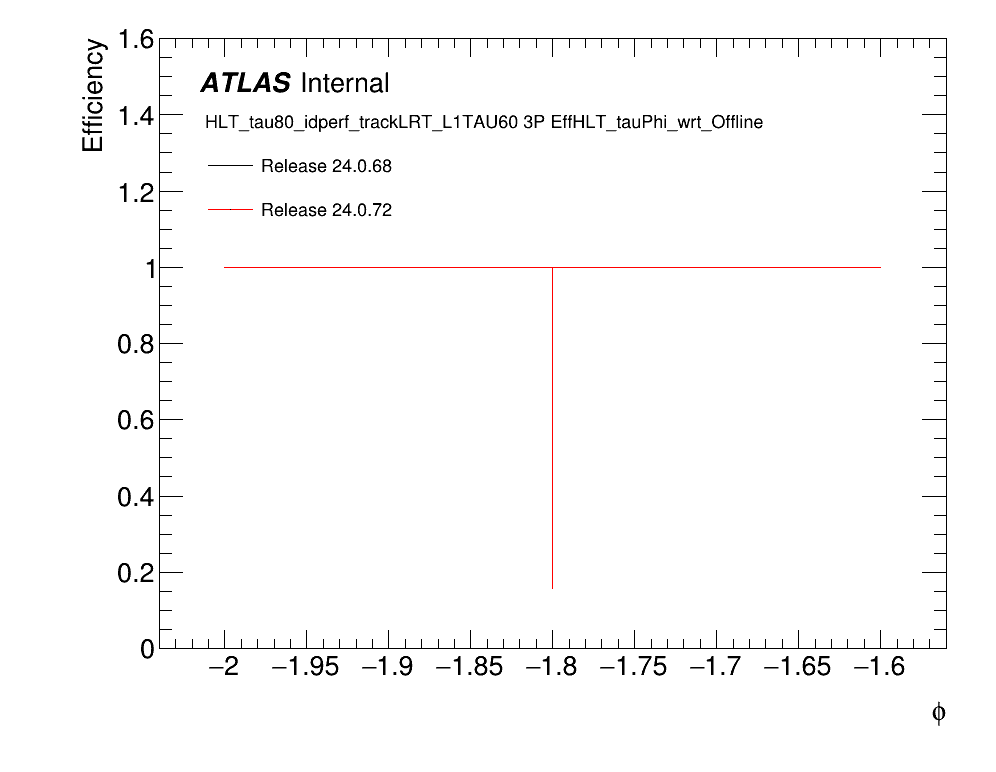 Efficiency
1.6
1.4
1.2
1
0.8
0.6
0.4
0.2
0
ATLAS Internal
HLT_tau80_idperf_trackLRT_L1TAU60 3P EffHLT_tauPhi_wrt_Offline
Release 24.0.68
Release 24.0.72
−2 −1.95 −1.9 −1.85 −1.8 −1.75 −1.7 −1.65 −1.6
ϕ